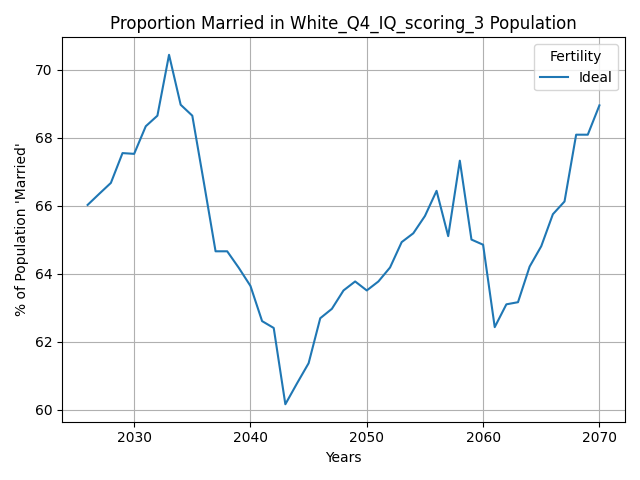 Proportion Married in White_Q4_IQ_scoring_3 Population
Fertility
Ideal
% of Population 'Married'
70
68
66
64
62
60
2030 2040 2050 2060 2070
Years